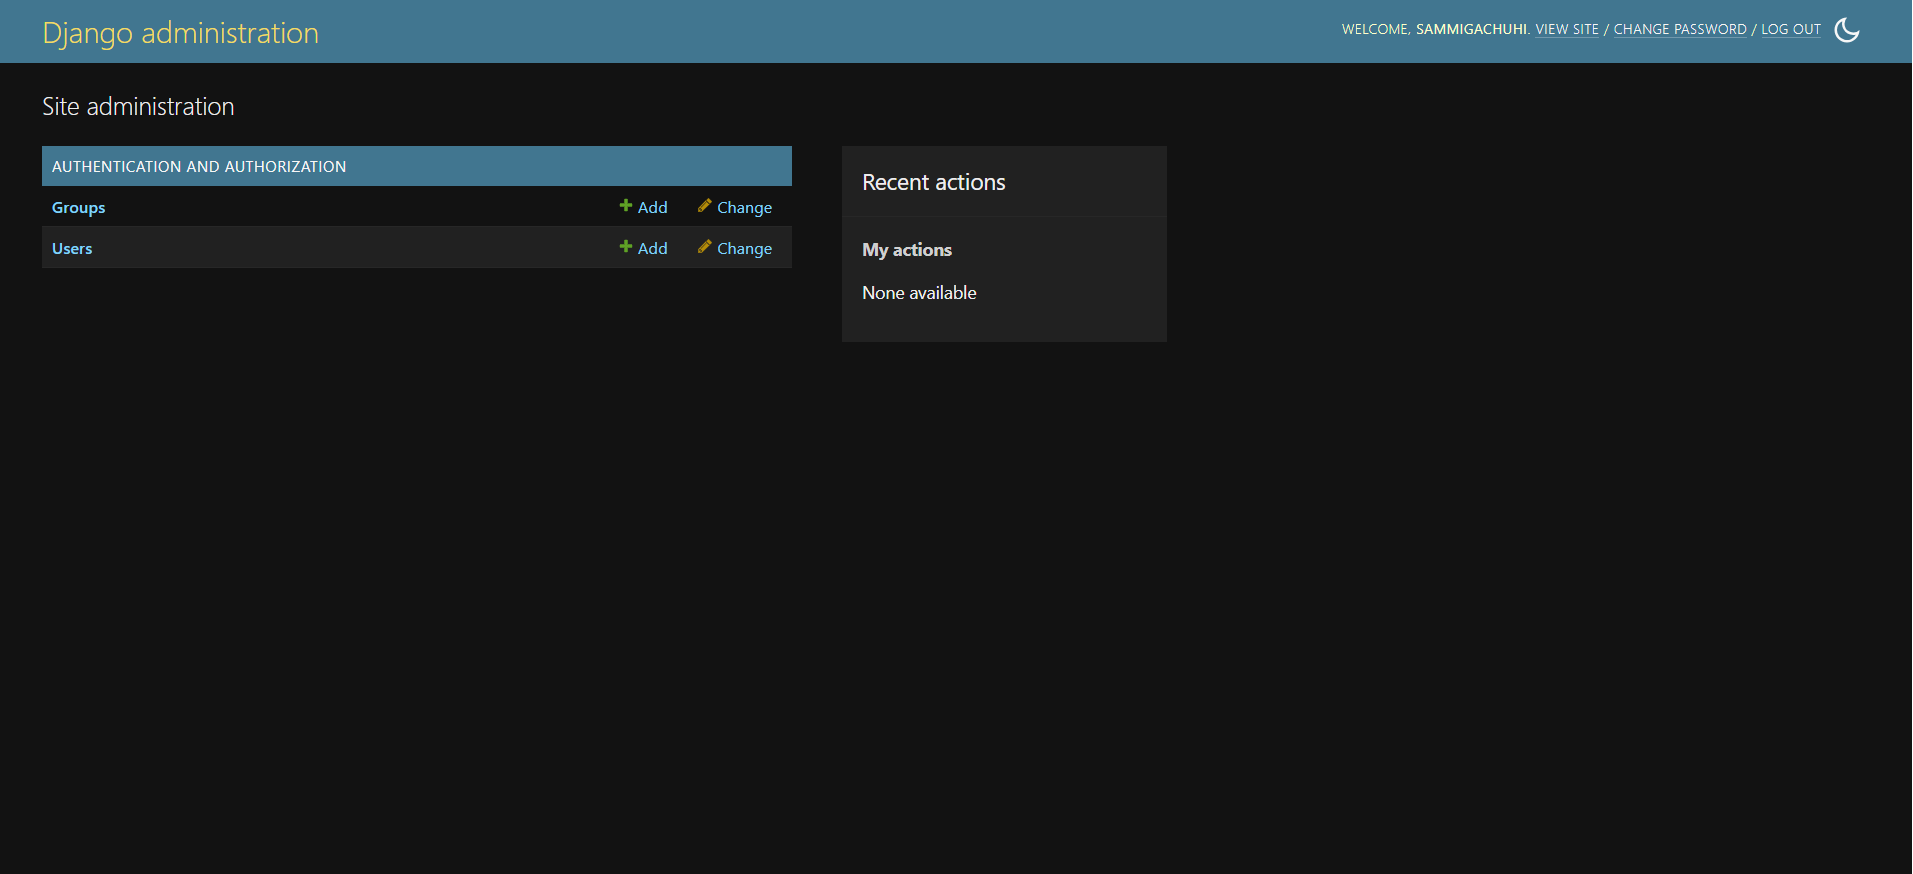 Django administration
WELCOME, SAMMIGACHUHI. VIEW SITE / CHANGE PASSWORD / LOG OUT
Site administration
AUTHENTICATION AND AUTHORIZATION
Groups Add Change
Users Add Change
Recent actions
My actions
None available